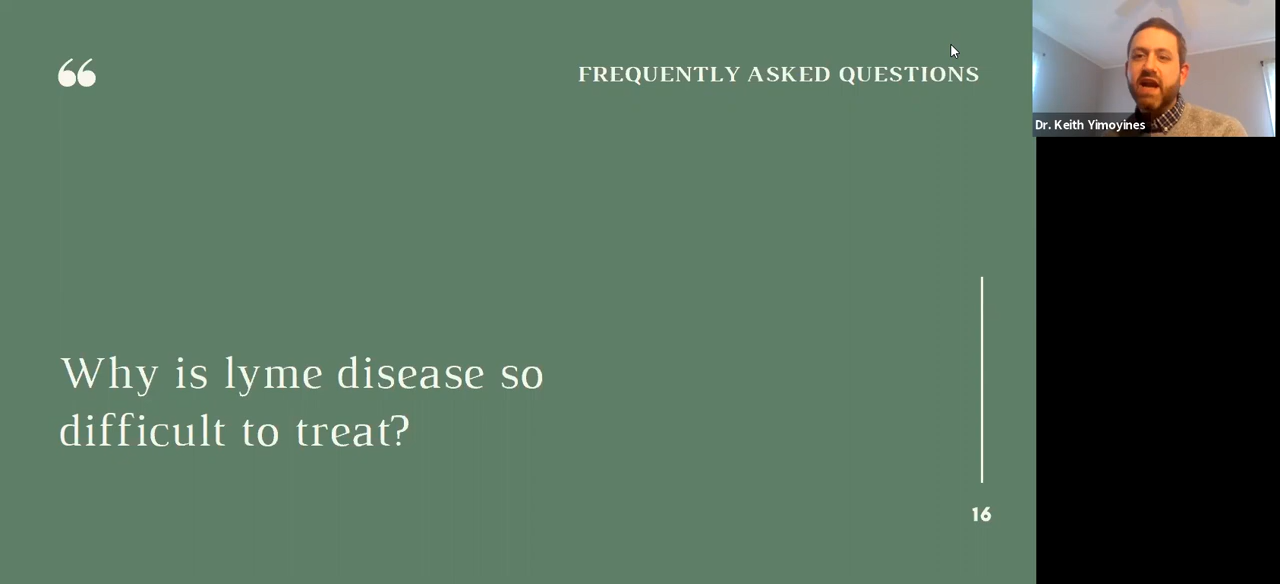 “
FREQUENTLY ASKED QUESTIONS
Dr. Keith Yimoyines
Why is lyme disease so
difficult to treat?
16